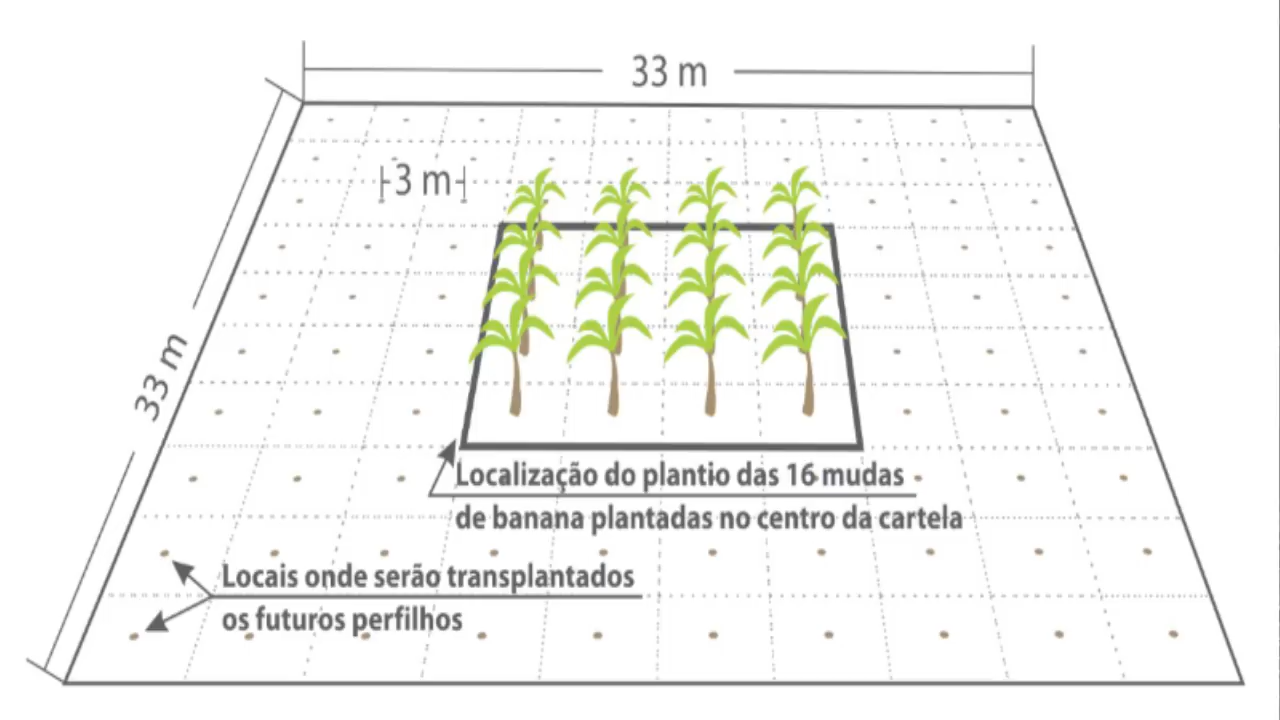 33 m
3 m
33 m
Localização do plantio das 16 mudas
de banana plantadas no centro da cartela
Locais onde serão transplantados
os futuros perfilhos